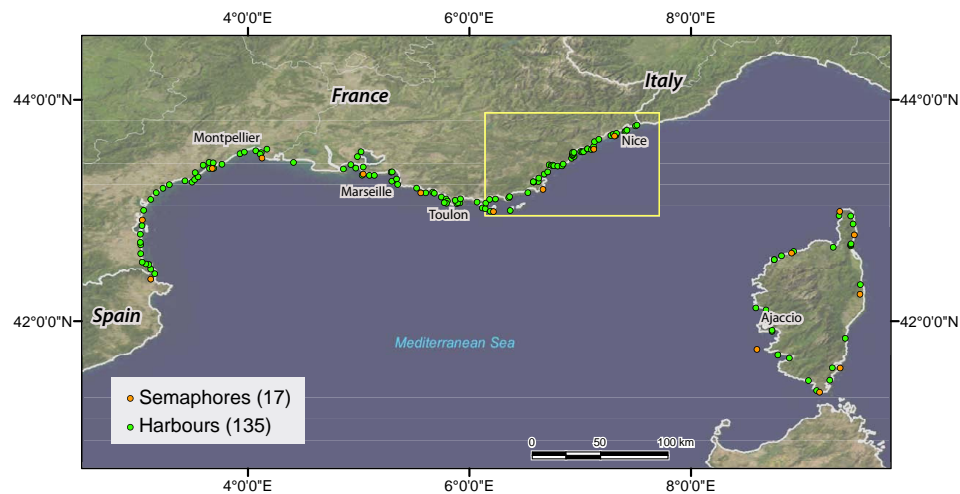 4°0'0"E 6°0'0"E 8°0'0"E
Italy
44°0'0"N 44°0'0"N
France
Montpellier
Nice
Marseille
Toulon
Spain
42°0'0"N 42°0'0"N
Ajaccio
Mediterranean Sea
Semaphores (17)
Harbours (135)
0 50 100 km
4°0'0"E 6°0'0"E 8°0'0"E